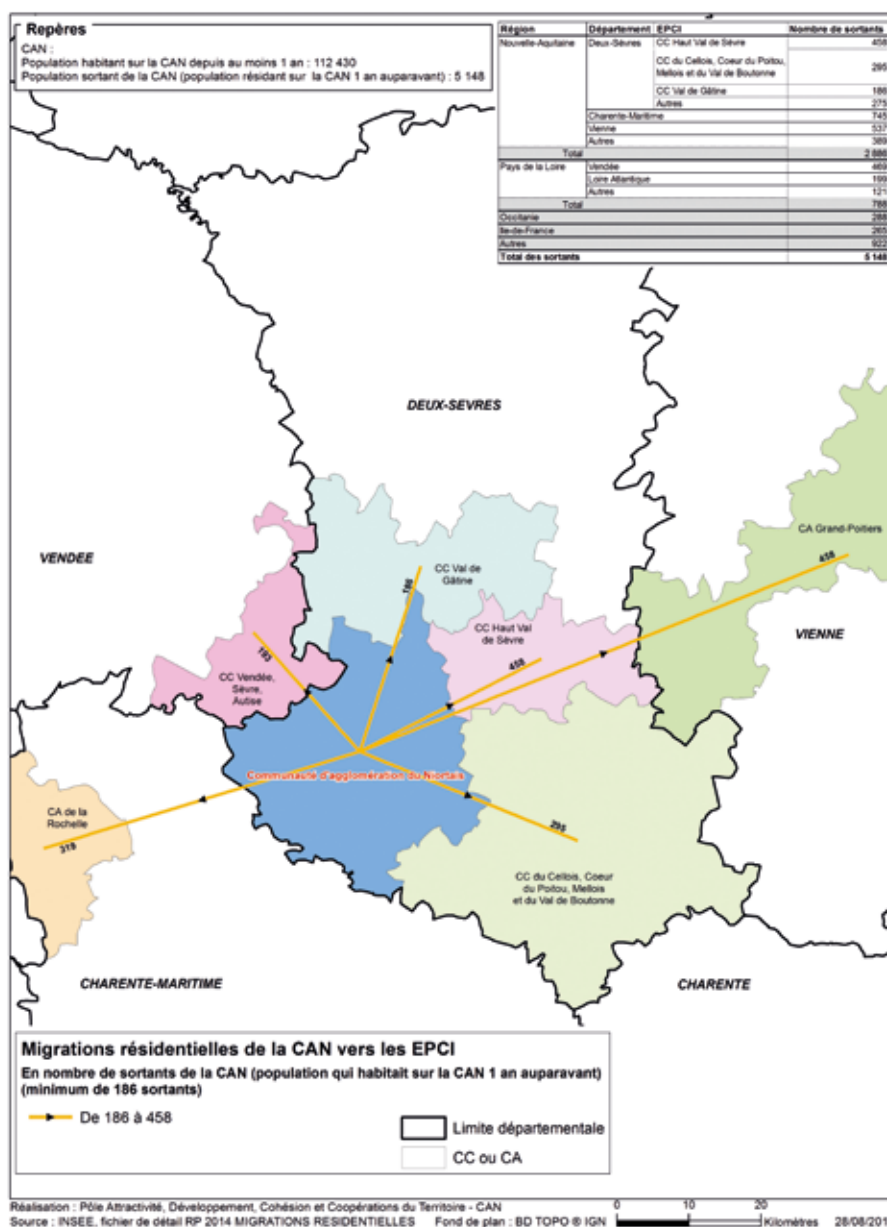 Repères
CAN :
Population habitant sur la CAN depuis au moins 1 an : 112 430
Population sortant de la CAN (population résidant sur la CAN 1 an auparavant) : 5 148
Région Département EPCI Nombre de sortants
Nouvelle-Aquitaine Deux-Sèvres CC Haut Val de Sèvre 458
CC du Cellois, Coeur du Poitou,
Mellois et du Val de Boutonne 295
CC Val de Gâtine 186
Autres 275
Charente-Maritime 745
Vienne 537
Autres 389
Total 2 886
Pays de la Loire Vendée 469
Loire Atlantique 199
Autres 121
Total 788
Occitanie 288
Ile-de-France 265
Autres 922
Total des sortants 5 148
DEUX-SEVRES
VENDEE
CA Grand-Poitiers
458
CC Val de
Gâtine
186
VIENNE
CC Haut Val
de Sèvre
458
193
CC Vendée,
Sèvre,
Autise
Communauté d'agglomération du Niortais
CA de la
Rochelle
319
295
CC du Cellois, Coeur
du Poitou, Mellois
et du Val de Boutonne
CHARENTE-MARITIME
CHARENTE
Migrations résidentielles de la CAN vers les EPCI
En nombre de sortants de la CAN (population qui habitait sur la CAN 1 an auparavant)
(minimum de 186 sortants)
De 186 à 458
Limite départementale
CC ou CA
Réalisation : Pôle Attractivité, Développement, Cohésion et Coopérations du Territoire - CAN
Source : INSEE, fichier de détail RP 2014 MIGRATIONS RESIDENTIELLES Fond de plan : BD TOPO ® IGN
0 10 20
Kilomètres 28/08/201